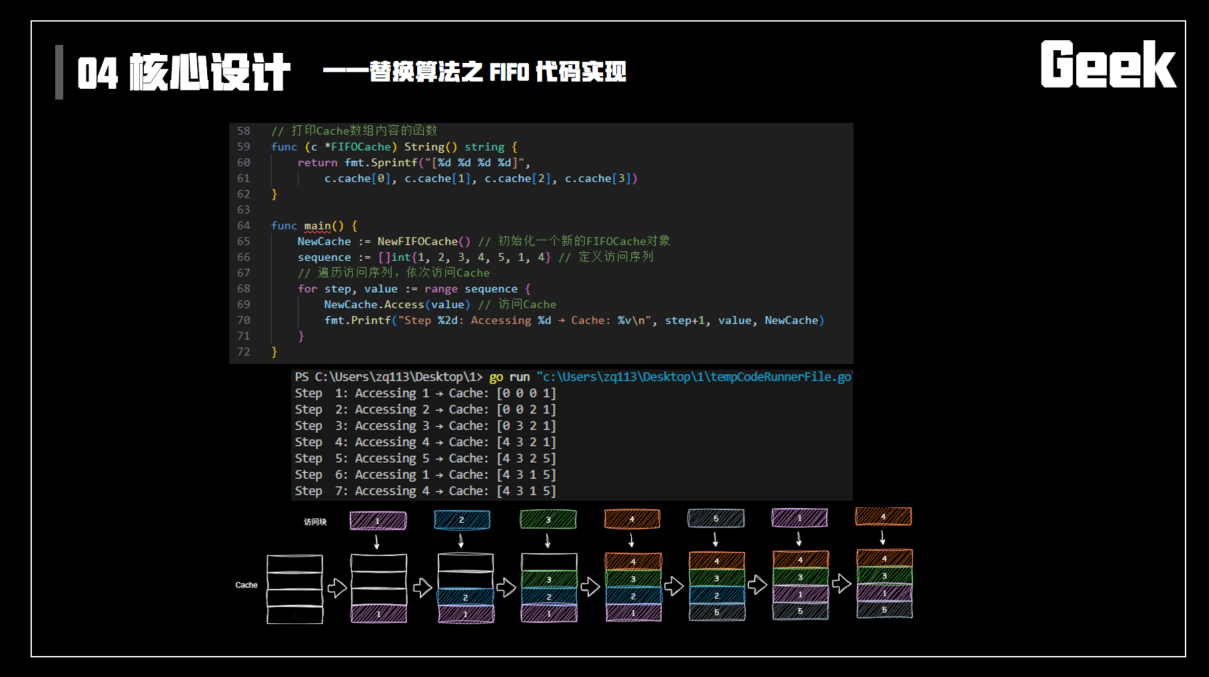 04 核心设计 ——替换算法之 FIFO 代码实现
Geek
58 // 打印Cache数组内容的函数
59 func (c *FIFOCache) String() string {
60 return fmt.Sprintf("[%d %d %d %d]",
61 c.cache[0], c.cache[1], c.cache[2], c.cache[3])
62 }
63
64 func main() {
65 NewCache := NewFIFOCache() // 初始化一个新的FIFOCache对象
66 sequence := []int{1, 2, 3, 4, 5, 1, 4} // 定义访问序列
67 // 遍历访问序列，依次访问Cache
68 for step, value := range sequence {
69 NewCache.Access(value) // 访问Cache
70 fmt.Printf("Step %2d: Accessing %d → Cache: %v\n", step+1, value, NewCache)
71 }
72 }
PS C:\Users\zq113\Desktop\1> go run "c:\Users\zq113\Desktop\1\tempCodeRunnerFile.go"
Step  1: Accessing 1 → Cache: [0 0 0 1]
Step  2: Accessing 2 → Cache: [0 0 2 1]
Step  3: Accessing 3 → Cache: [0 3 2 1]
Step  4: Accessing 4 → Cache: [4 3 2 1]
Step  5: Accessing 5 → Cache: [4 3 2 5]
Step  6: Accessing 1 → Cache: [4 3 1 5]
Step  7: Accessing 4 → Cache: [4 3 1 5]
访问块 1 2 3 4 5 1 4
4 4 4 4
3 3 3 3 3
Cache 2 2 2 2 1 1
1 1 1 1 5 5 5